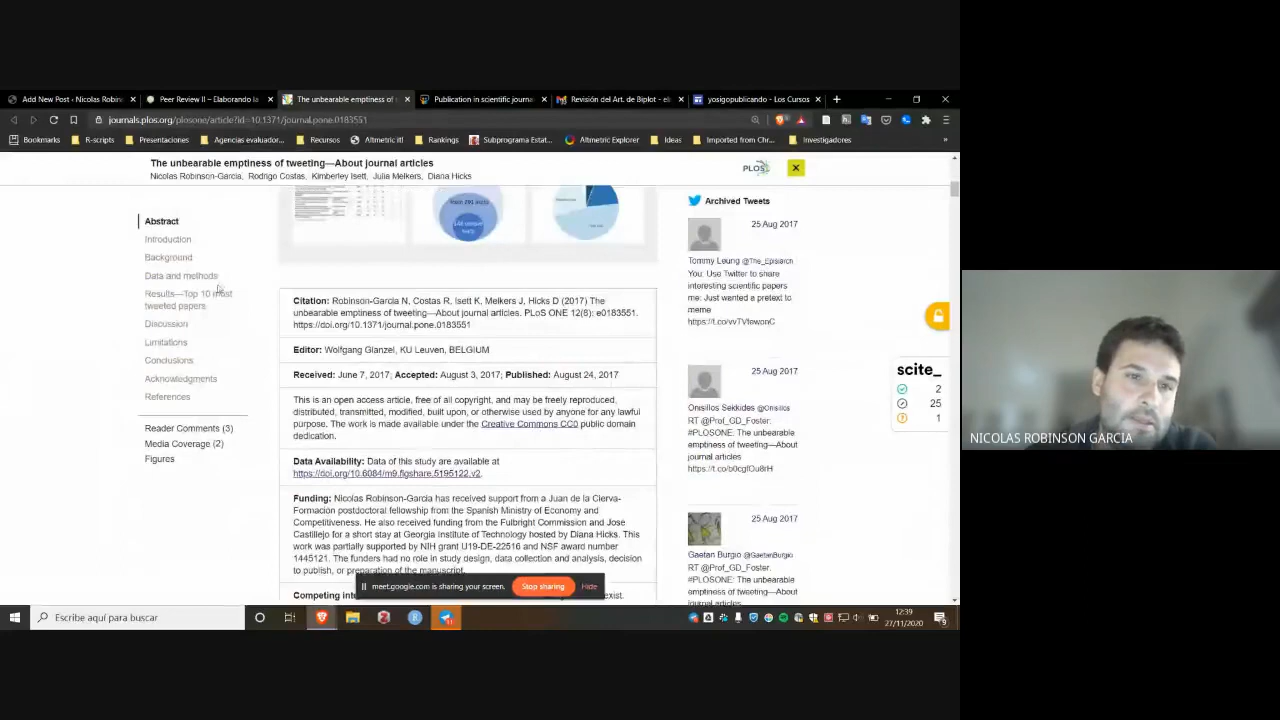 Add New Post ‹ Nicolas Robin
Peer Review II – Elaborando la
The unbearable emptiness of
Publication in scientific journa
Revisión del Art. de Biplot - el
yosigopublicando - Los Cursos
journals.plos.org/plosone/article?id=10.1371/journal.pone.0183551
Bookmarks
R-scripts
Presentaciones
Agencias evaluador...
Recursos
Altmetric it!
Rankings
Subprograma Estat...
Altmetric Explorer
Ideas
Imported from Chr...
Investigadores
The unbearable emptiness of tweeting—About journal articles
Nicolas Robinson-Garcia, Rodrigo Costas, Kimberley Isett, Julia Melkers, Diana Hicks
PLOS
Abstract
Introduction
Background
Data and methods
Results—Top 10 most
tweeted papers
Discussion
Limitations
Conclusions
Acknowledgments
References
Reader Comments (3)
Media Coverage (2)
Figures
Citation: Robinson-Garcia N, Costas R, Isett K, Melkers J, Hicks D (2017) The
unbearable emptiness of tweeting—About journal articles. PLoS ONE 12(8): e0183551.
https://doi.org/10.1371/journal.pone.0183551
Editor: Wolfgang Glanzel, KU Leuven, BELGIUM
Received: June 7, 2017; Accepted: August 3, 2017; Published: August 24, 2017
This is an open access article, free of all copyright, and may be freely reproduced,
distributed, transmitted, modified, built upon, or otherwise used by anyone for any lawful
purpose. The work is made available under the Creative Commons CC0 public domain
dedication.
Data Availability: Data of this study are available at
https://doi.org/10.6084/m9.figshare.5195122.v2.
Funding: Nicolas Robinson-Garcia has received support from a Juan de la Cierva-
Formación postdoctoral fellowship from the Spanish Ministry of Economy and
Competitiveness. He also received funding from the Fulbright Commission and Jose
Castillejo for a short stay at Georgia Institute of Technology hosted by Diana Hicks. This
work was partially supported by NIH grant U19-DE-22516 and NSF award number
1445121. The funders had no role in study design, data collection and analysis, decision
to publish, or preparation of the manuscript.
Competing inte
exist.
Archived Tweets
25 Aug 2017
Tommy Leung @The_Episiarch
You: Use Twitter to share
interesting scientific papers
me: Just wanted a pretext to
meme
25 Aug 2017
Onisillos Sekkides @Onisillos
RT @Prof_GD_Foster:
#PLOSONE: The unbearable
emptiness of tweeting—About
journal articles
25 Aug 2017
Gaetan Burgio @GaetanBurgio
RT @Prof_GD_Foster:
#PLOSONE: The unbearable
emptiness of tweeting—About
journal articles
scite_
2
25
1
meet.google.com is sharing your screen.
Stop sharing
Hide
Escribe aquí para buscar
12:39
27/11/2020
NICOLAS ROBINSON GARCIA